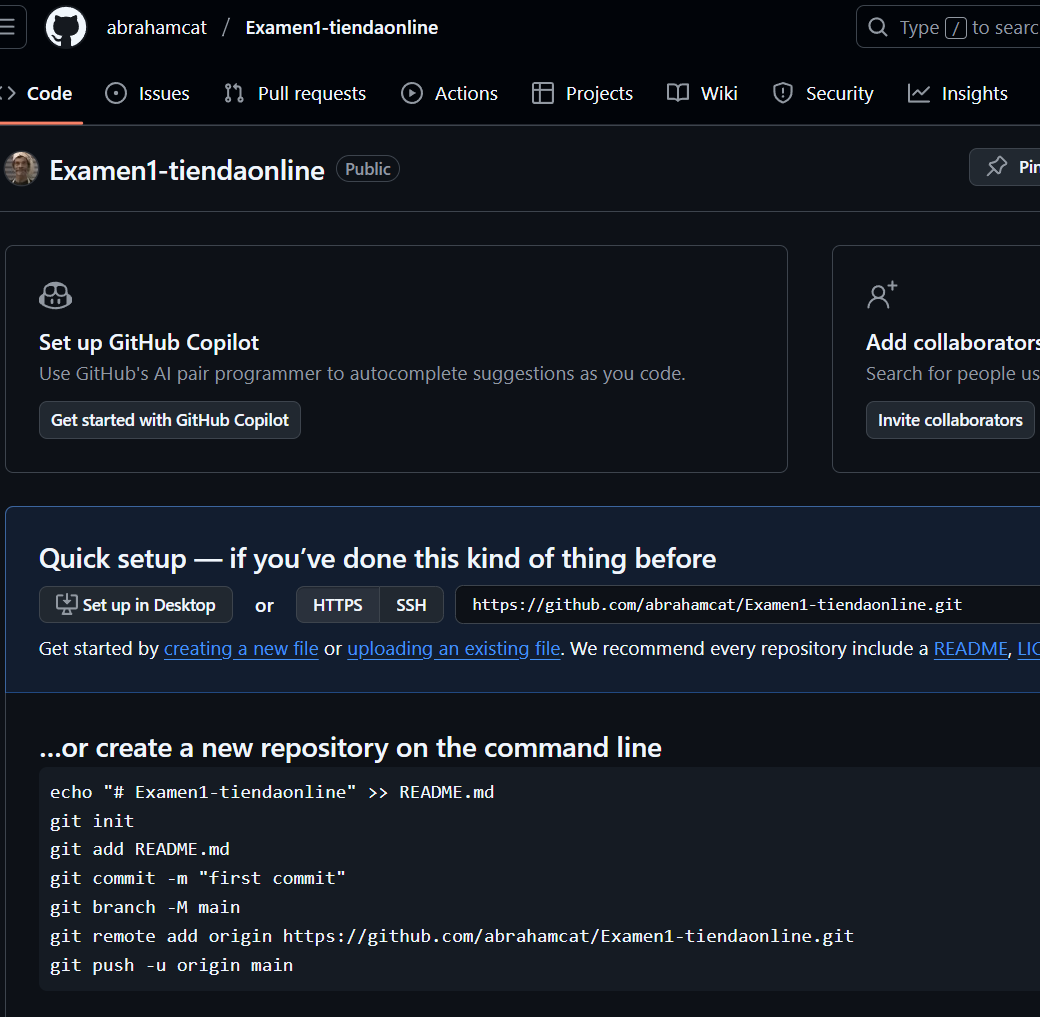 abrahamcat / Examen1-tiendaonline
Type / to searc
Code Issues Pull requests Actions Projects Wiki Security Insights
Examen1-tiendaonline Public
Pin
Set up GitHub Copilot
Use GitHub's AI pair programmer to autocomplete suggestions as you code.
Get started with GitHub Copilot
Add collaborators
Search for people us
Invite collaborators
Quick setup — if you’ve done this kind of thing before
Set up in Desktop or HTTPS SSH https://github.com/abrahamcat/Examen1-tiendaonline.git
Get started by creating a new file or uploading an existing file. We recommend every repository include a README, LIC
…or create a new repository on the command line
echo "# Examen1-tiendaonline" >> README.md
git init
git add README.md
git commit -m "first commit"
git branch -M main
git remote add origin https://github.com/abrahamcat/Examen1-tiendaonline.git
git push -u origin main